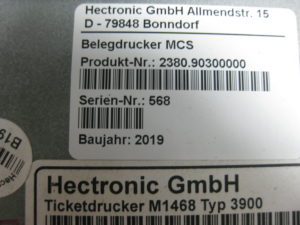 Hectronic GmbH Allmendstr. 15
D - 79848 Bonndorf
Belegdrucker MCS
Produkt-Nr.: 2380.90300000
Serien-Nr.: 568
Baujahr: 2019
B19
Hectronic GmbH
Ticketdrucker M1468 Typ 3900